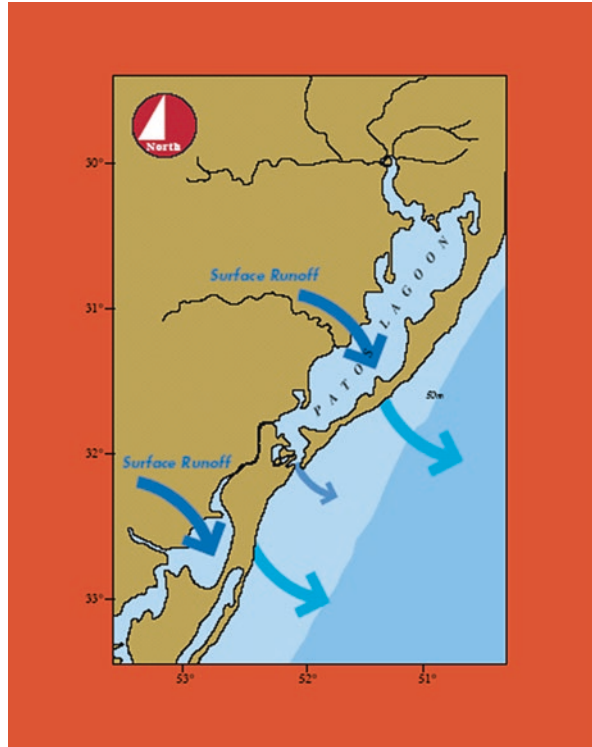 North
30°
Surface Runoff
31°
PATOS LAGOON
50m
32°
Surface Runoff
33°
53°
52°
51°